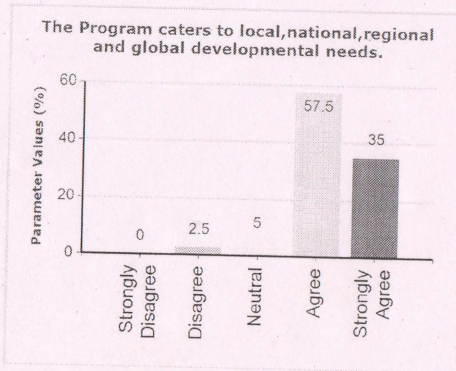 The Program caters to local,national,regional
and global developmental needs.
Parameter Values (%)
60
40
20
0
0
2.5
5
57.5
35
Strongly
Disagree
Disagree
Neutral
Agree
Strongly
Agree